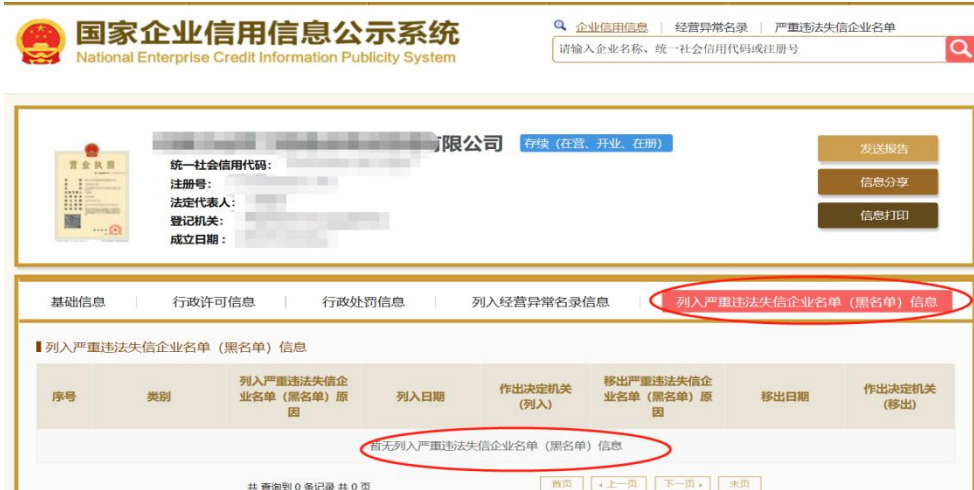 国家企业信用信息公示系统
National Enterprise Credit Information Publicity System
企业信用信息 | 经营异常名录 | 严重违法失信企业名单
请输入企业名称、统一社会信用代码或注册号
有限公司 存续（在营、开业、在册）
营业执照
统一社会信用代码：
注册号：
法定代表人：
登记机关：
成立日期：
发送报告
信息分享
信息打印
基础信息 | 行政许可信息 | 行政处罚信息 | 列入经营异常名录信息 | 列入严重违法失信企业名单（黑名单）信息
列入严重违法失信企业名单（黑名单）信息
序号 类别 列入严重违法失信企业名单（黑名单）原因 列入日期 作出决定机关(列入) 移出严重违法失信企业名单（黑名单）原因 移出日期 作出决定机关(移出)
暂无列入严重违法失信企业名单（黑名单）信息
共 查询到 0 条记录 共 0 页 首页 上一页 下一页 末页